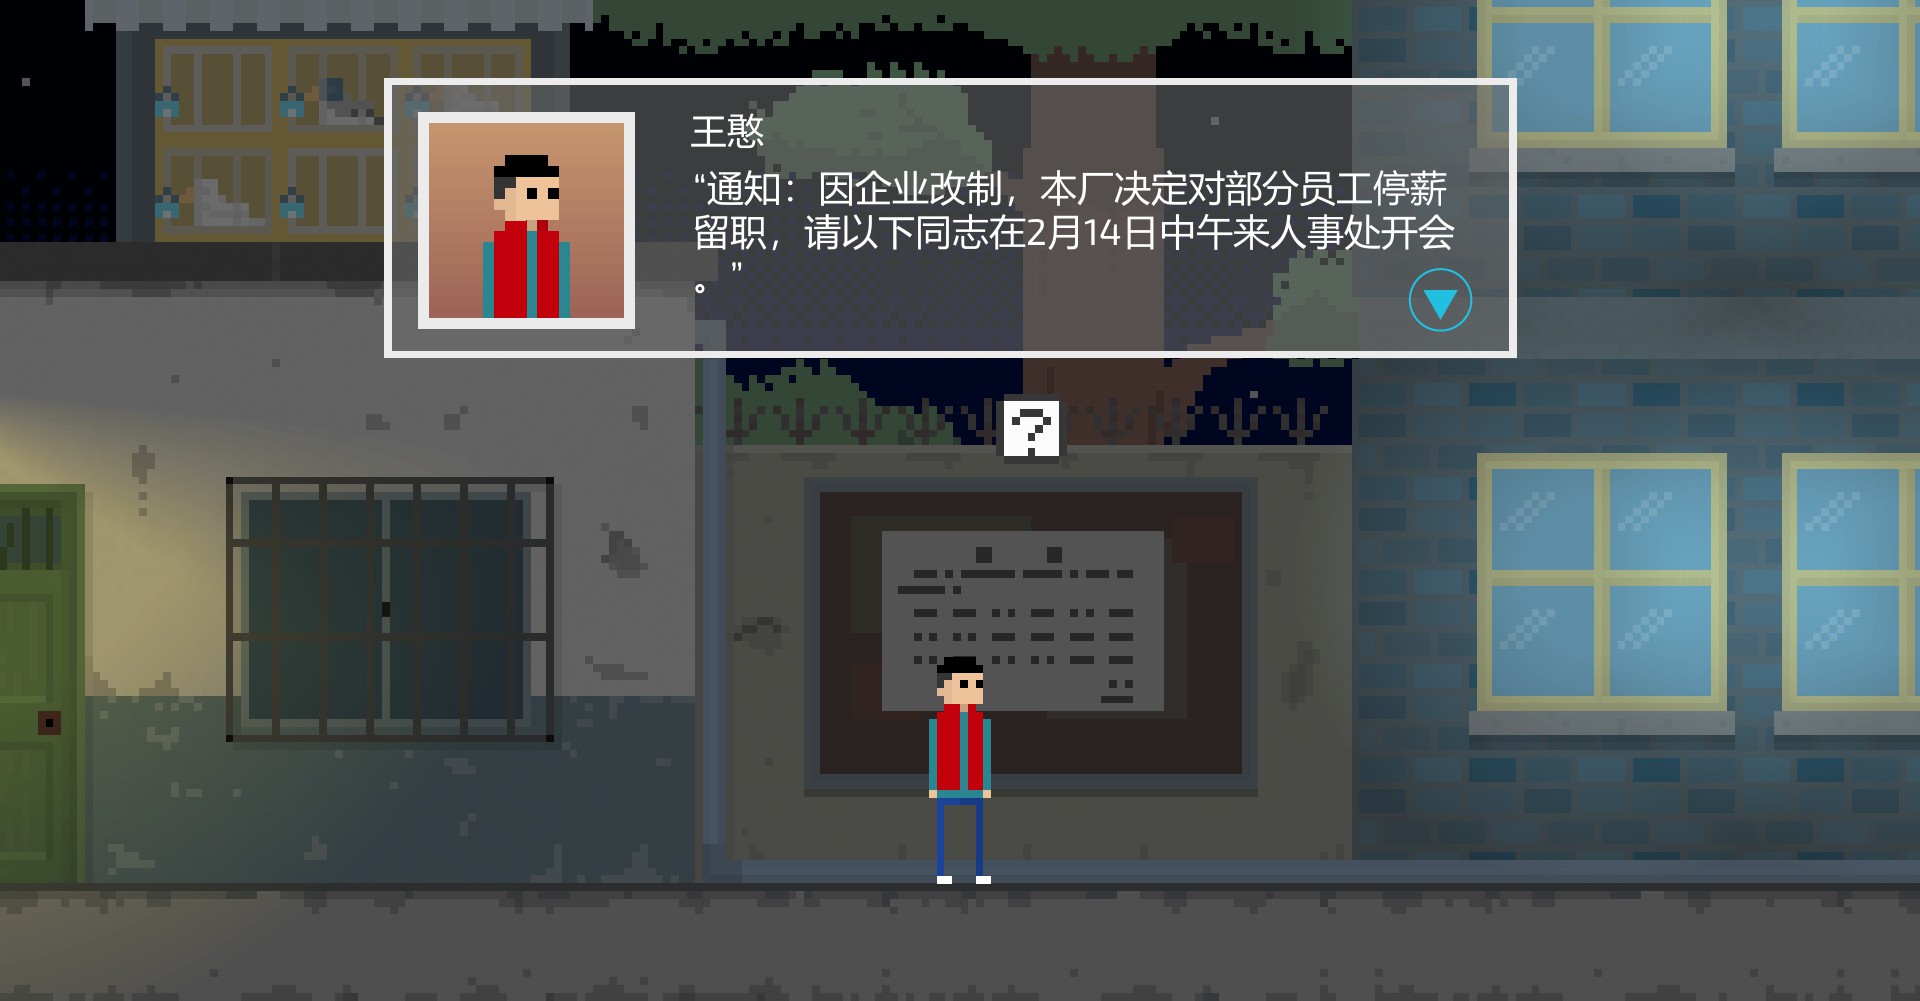 王憨
“通知：因企业改制，本厂决定对部分员工停薪
留职，请以下同志在2月14日中午来人事处开会
。”
?